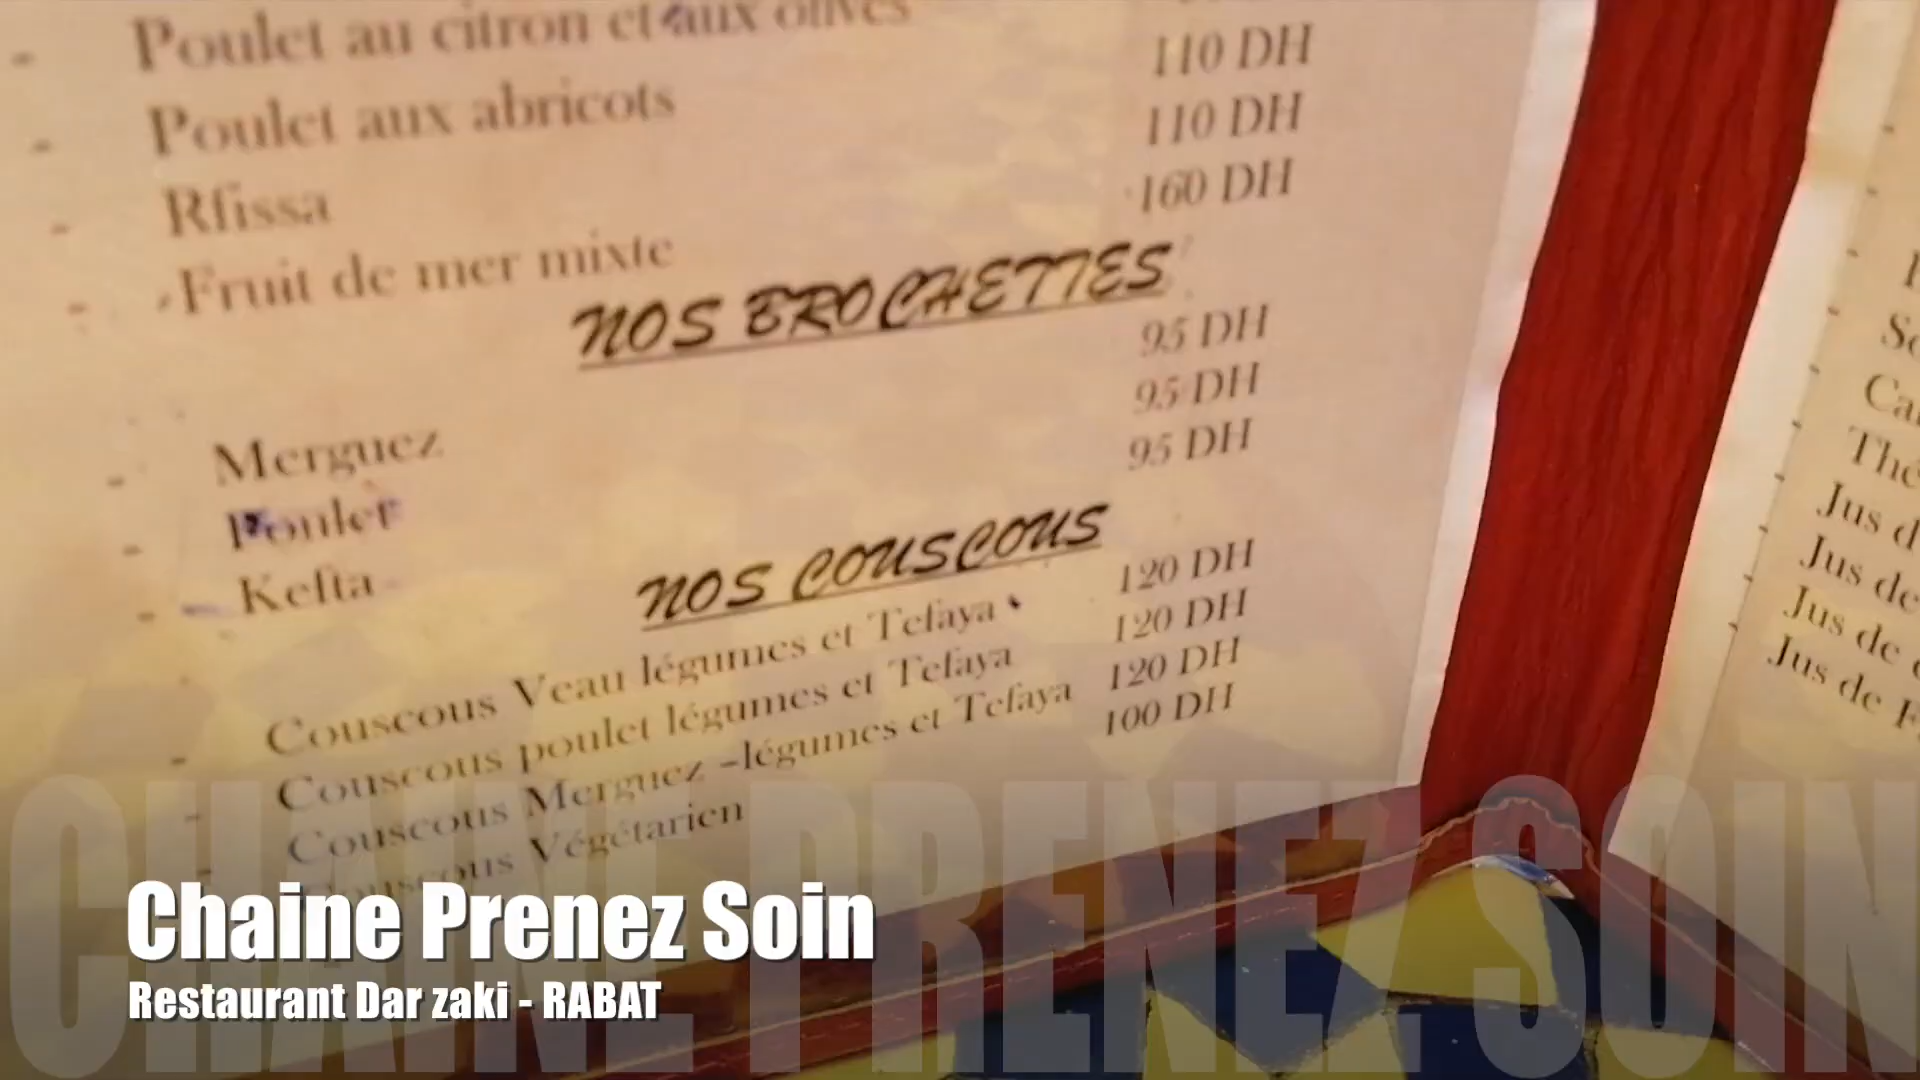 - Poulet au citron et aux olives
- Poulet aux abricots 110 DH
- Rfissa 110 DH
- Fruit de mer mixte 160 DH
NOS BROCHETTES
- Merguez 95 DH
- Poulet 95 DH
- Kefta 95 DH
NOS COUSCOUS
- Couscous Veau légumes et Tefaya 120 DH
- Couscous poulet légumes et Tefaya 120 DH
- Couscous Merguez -légumes et Tefaya 120 DH
Couscous Végétarien 100 DH
Thé
Jus
Jus de
Jus de
Jus de
CHAINE PRENEZ SOIN
Chaine Prenez Soin
Restaurant Dar zaki - RABAT